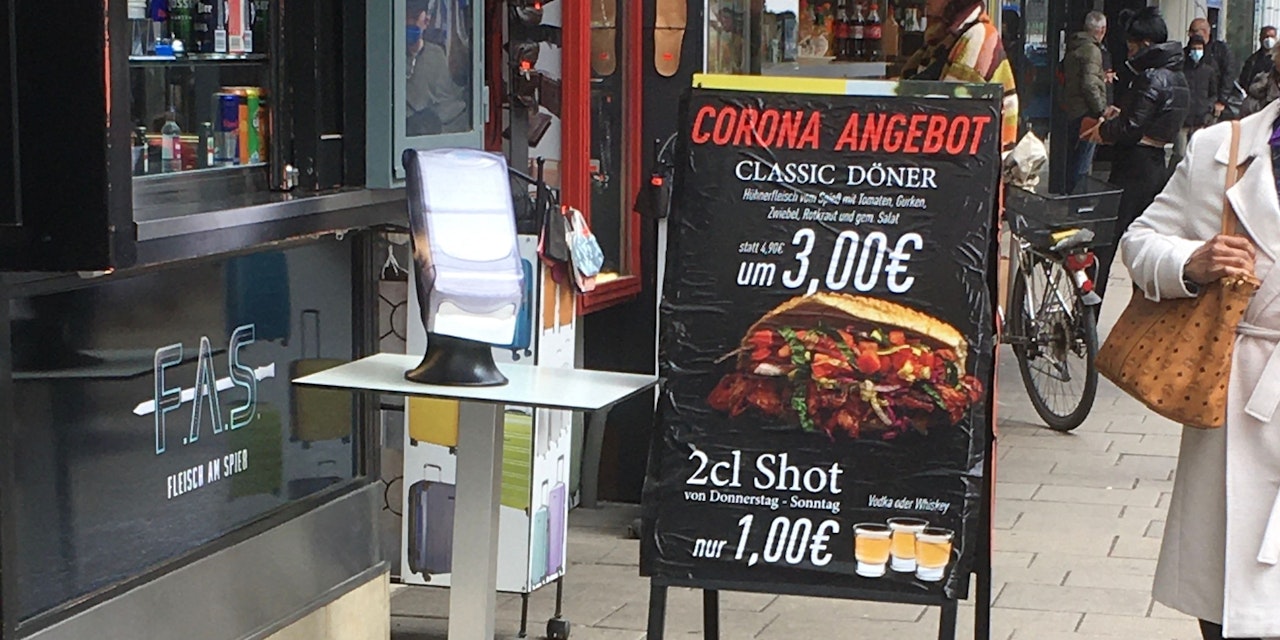 F.A.S.
FLEISCH AM SPIEß
CORONA ANGEBOT
CLASSIC DÖNER
Hühnerfleisch vom Spieß mit Tomaten, Gurken,
Zwiebel, Rotkraut und gem. Salat
statt 4,90€
um 3,00€
2cl Shot
von Donnerstag - Sonntag
Vodka oder Whiskey
nur 1,00€